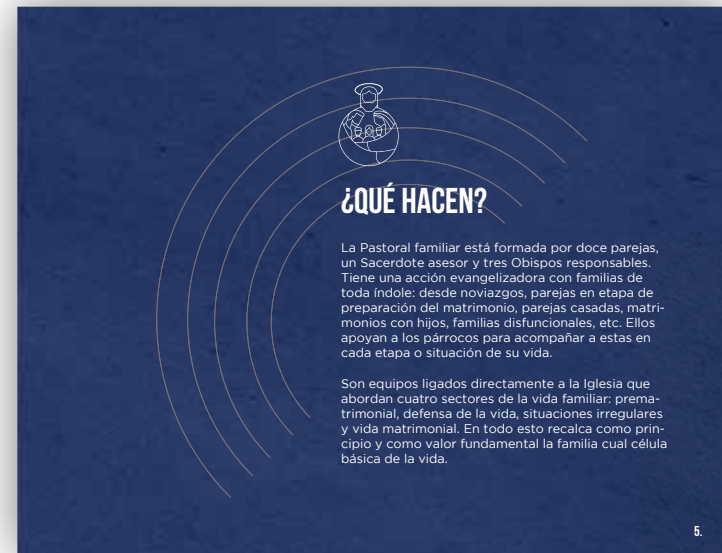 ¿QUÉ HACEN?
La Pastoral familiar está formada por doce parejas,
un Sacerdote asesor y tres Obispos responsables.
Tiene una acción evangelizadora con familias de
toda índole: desde noviazgos, parejas en etapa de
preparación del matrimonio, parejas casadas, matri-
monios con hijos, familias disfuncionales, etc. Ellos
apoyan a los párrocos para acompañar a estas en
cada etapa o situación de su vida.
Son equipos ligados directamente a la Iglesia que
abordan cuatro sectores de la vida familiar: prema-
trimonial, defensa de la vida, situaciones irregulares
y vida matrimonial. En todo esto recalca como prin-
cipio y como valor fundamental la familia cual célula
básica de la vida.
5.